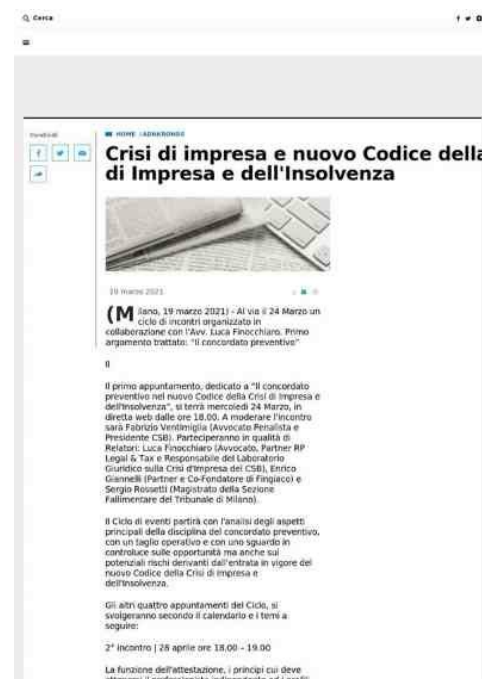 Cerca
Condividi
HOME / ADNKRONOS
Crisi di impresa e nuovo Codice della
di Impresa e dell'Insolvenza
19 marzo 2021
(Milano, 19 marzo 2021) - Al via il 24 Marzo un
ciclo di incontri organizzato in
collaborazione con l'Avv. Luca Finocchiaro. Primo
argomento trattato: "Il concordato preventivo"
Il
Il primo appuntamento, dedicato a "Il concordato
preventivo nel nuovo Codice della Crisi di Impresa e
dell'Insolvenza", si terrà mercoledì 24 Marzo, in
diretta web dalle ore 18.00. A moderare l'incontro
sarà Fabrizio Ventimiglia (Avvocato Penalista e
Presidente CSB). Parteciperanno in qualità di
Relatori: Luca Finocchiaro (Avvocato, Partner RP
Legal & Tax e Responsabile del Laboratorio
Giuridico sulla Crisi d'Impresa del CSB), Enrico
Giannelli (Partner e Co-Fondatore di Fingiaco) e
Sergio Rossetti (Magistrato della Sezione
Fallimentare del Tribunale di Milano).
Il Ciclo di eventi partirà con l'analisi degli aspetti
principali della disciplina del concordato preventivo,
con un taglio operativo e con uno sguardo in
controluce sulle opportunità ma anche sui
potenziali rischi derivanti dall'entrata in vigore del
nuovo Codice della Crisi di Impresa e
dell'Insolvenza.
Gli altri quattro appuntamenti del Ciclo, si
svolgeranno secondo il calendario e i temi a
seguire:
2° incontro | 28 aprile ore 18.00 - 19.00
La funzione dell'attestazione, i principi cui deve